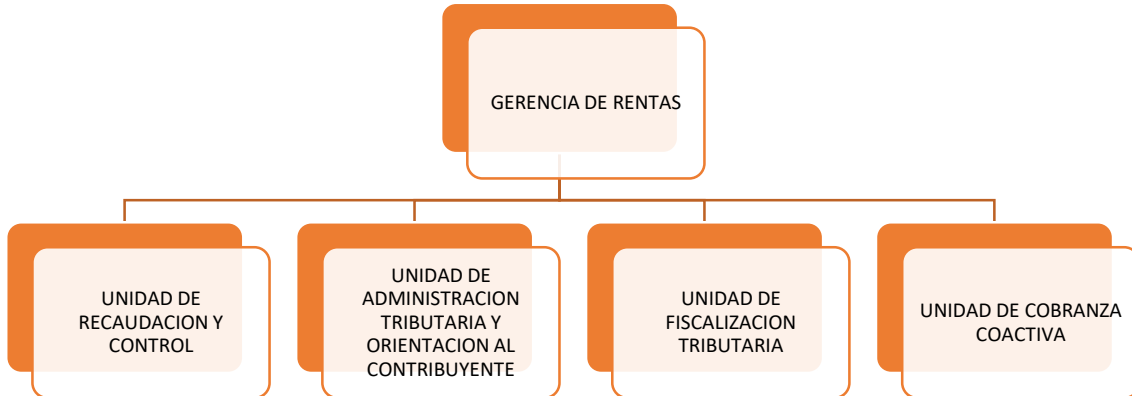 GERENCIA DE RENTAS
UNIDAD DE
RECAUDACION Y
CONTROL
UNIDAD DE
ADMINISTRACION
TRIBUTARIA Y
ORIENTACION AL
CONTRIBUYENTE
UNIDAD DE
FISCALIZACION
TRIBUTARIA
UNIDAD DE COBRANZA
COACTIVA